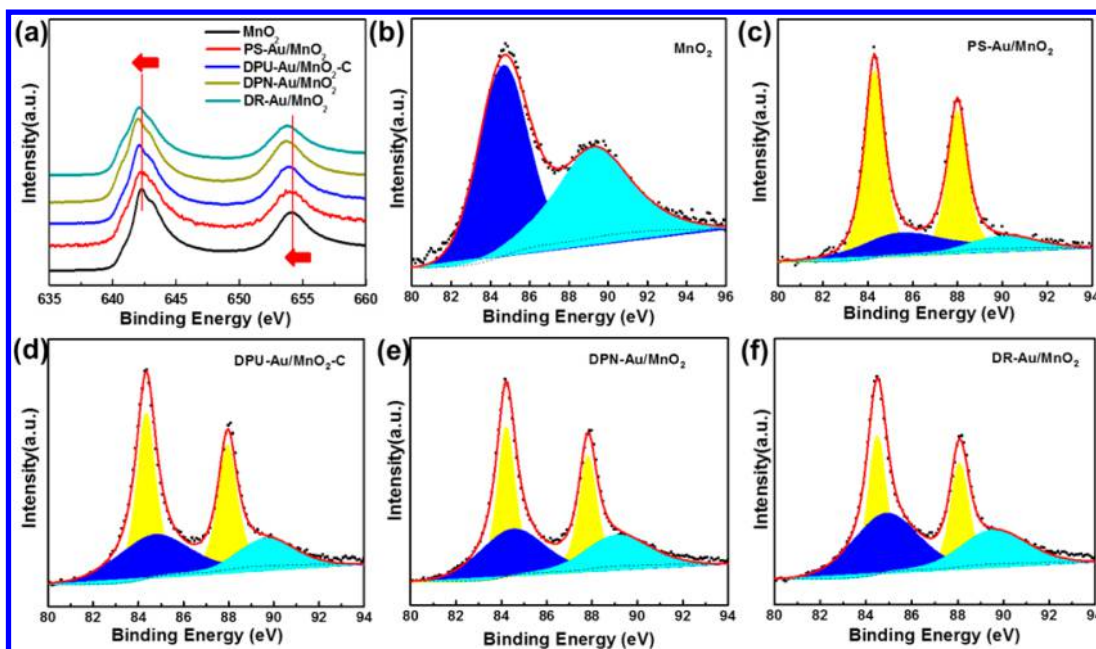 (a)
MnO₂
PS-Au/MnO₂
DPU-Au/MnO₂-C
DPN-Au/MnO₂
DR-Au/MnO₂
Intensity(a.u.)
635 640 645 650 655 660
Binding Energy (eV)
(b)
MnO₂
Intensity(a.u.)
80 82 84 86 88 90 92 94 96
Binding Energy (eV)
(c)
PS-Au/MnO₂
Intensity(a.u.)
80 82 84 86 88 90 92 94
Binding Energy (eV)
(d)
DPU-Au/MnO₂-C
Intensity(a.u.)
80 82 84 86 88 90 92 94
Binding Energy (eV)
(e)
DPN-Au/MnO₂
Intensity(a.u.)
80 82 84 86 88 90 92 94
Binding Energy (eV)
(f)
DR-Au/MnO₂
Intensity(a.u.)
80 82 84 86 88 90 92 94
Binding Energy (eV)